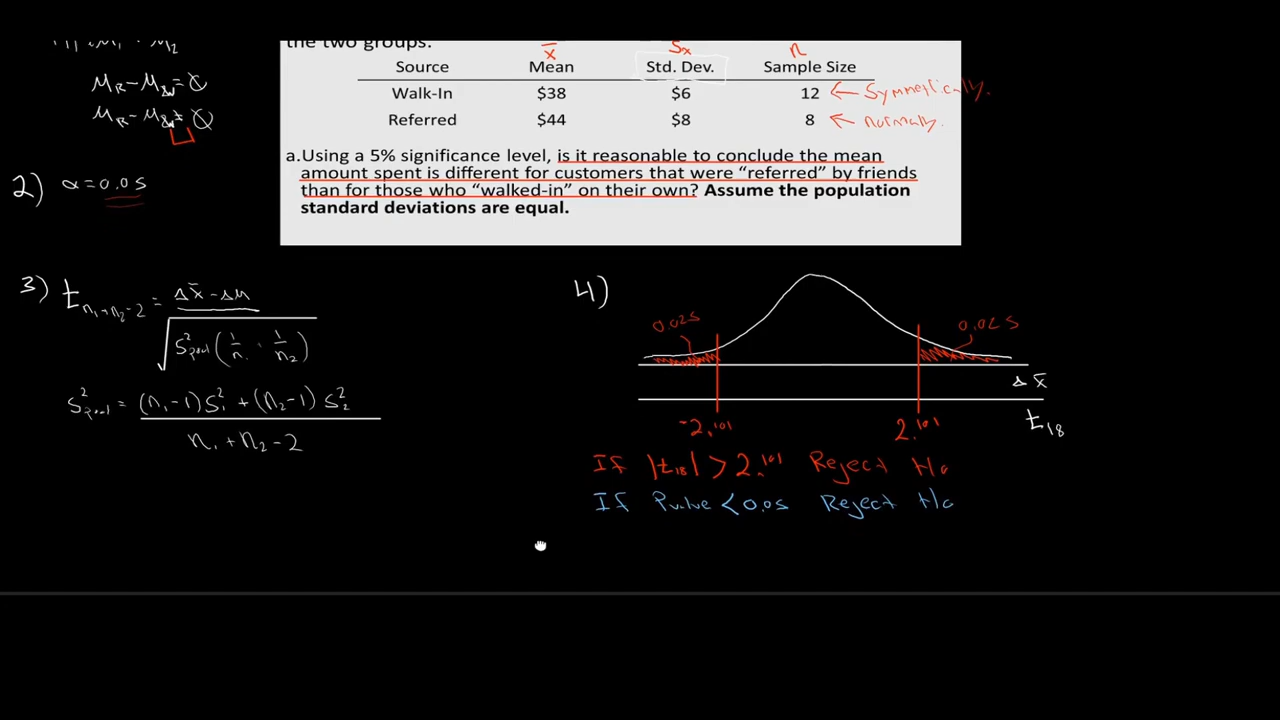 the two groups.
x̄ Sx n
Source Mean Std. Dev. Sample Size
Walk-In $38 $6 12 ← Symmetrically.
Referred $44 $8 8 ← normally.
a. Using a 5% significance level, is it reasonable to conclude the mean
amount spent is different for customers that were “referred” by friends
than for those who “walked-in” on their own? Assume the population
standard deviations are equal.
μR - μW = 0
μR - μW ≠ 0
2) α = 0.05
3) t n1+n2-2 = Δx̄ - Δμ
S²pool (1/n1 + 1/n2)
S²pool = (n1-1) S1² + (n2-1) S2²
n1 + n2 - 2
4)
0.025 0.025
Δx̄
-2.101 2.101 t18
If |t18| > 2.101 Reject Ho
If Pvalue < 0.05 Reject Ho